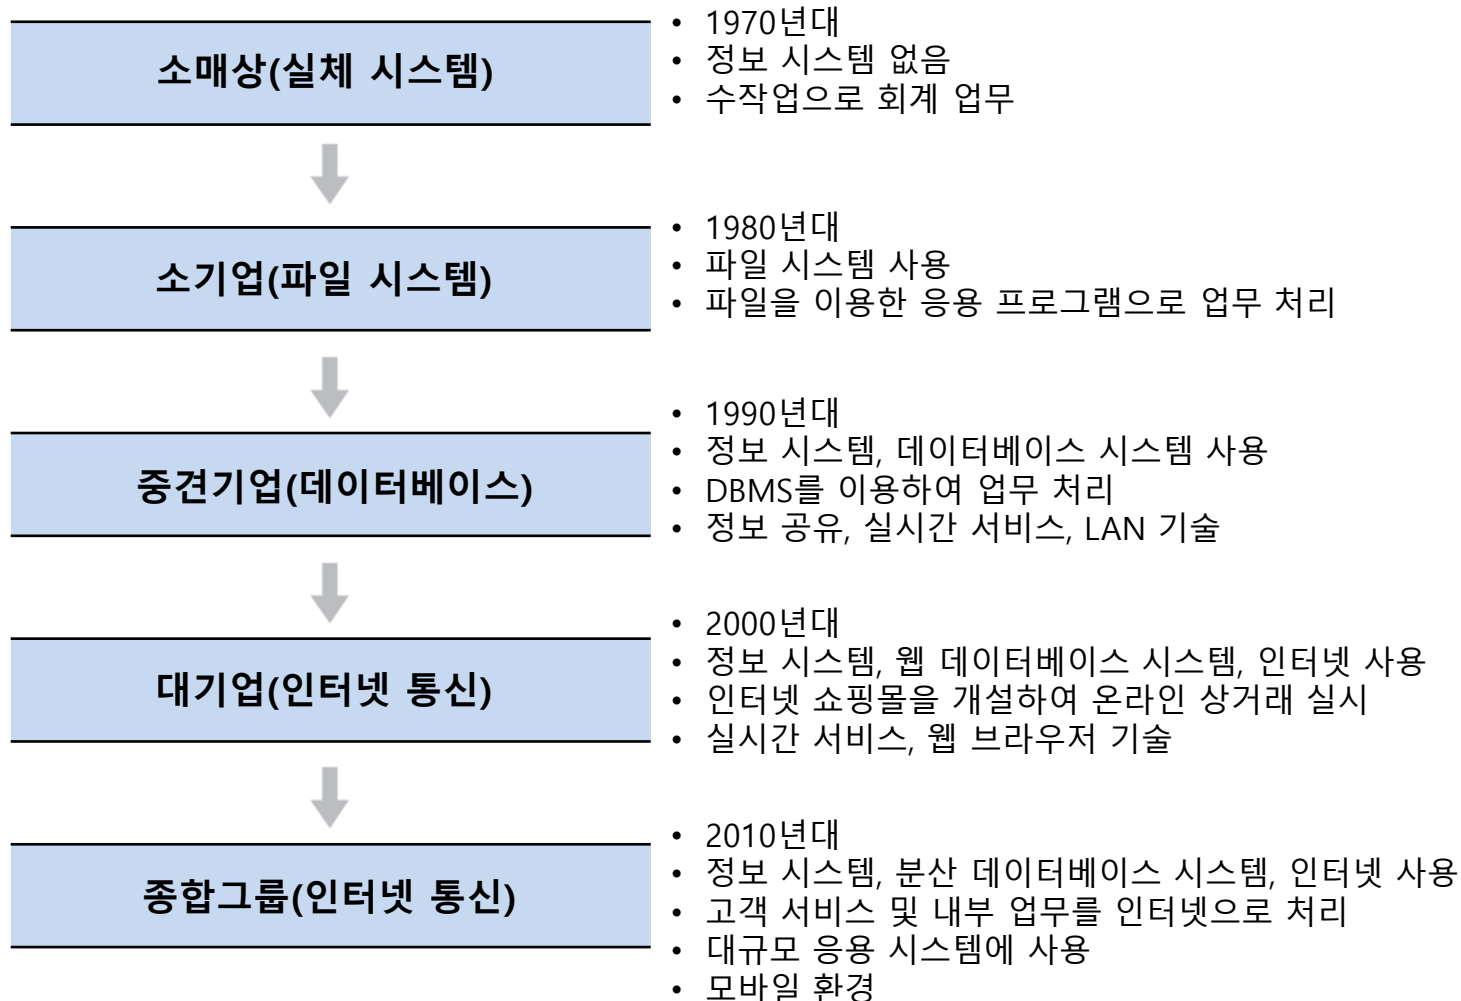 소매상(실체 시스템)
• 1970년대
• 정보 시스템 없음
• 수작업으로 회계 업무
소기업(파일 시스템)
• 1980년대
• 파일 시스템 사용
• 파일을 이용한 응용 프로그램으로 업무 처리
중견기업(데이터베이스)
• 1990년대
• 정보 시스템, 데이터베이스 시스템 사용
• DBMS를 이용하여 업무 처리
• 정보 공유, 실시간 서비스, LAN 기술
대기업(인터넷 통신)
• 2000년대
• 정보 시스템, 웹 데이터베이스 시스템, 인터넷 사용
• 인터넷 쇼핑몰을 개설하여 온라인 상거래 실시
• 실시간 서비스, 웹 브라우저 기술
종합그룹(인터넷 통신)
• 2010년대
• 정보 시스템, 분산 데이터베이스 시스템, 인터넷 사용
• 고객 서비스 및 내부 업무를 인터넷으로 처리
• 대규모 응용 시스템에 사용
• 모바일 환경